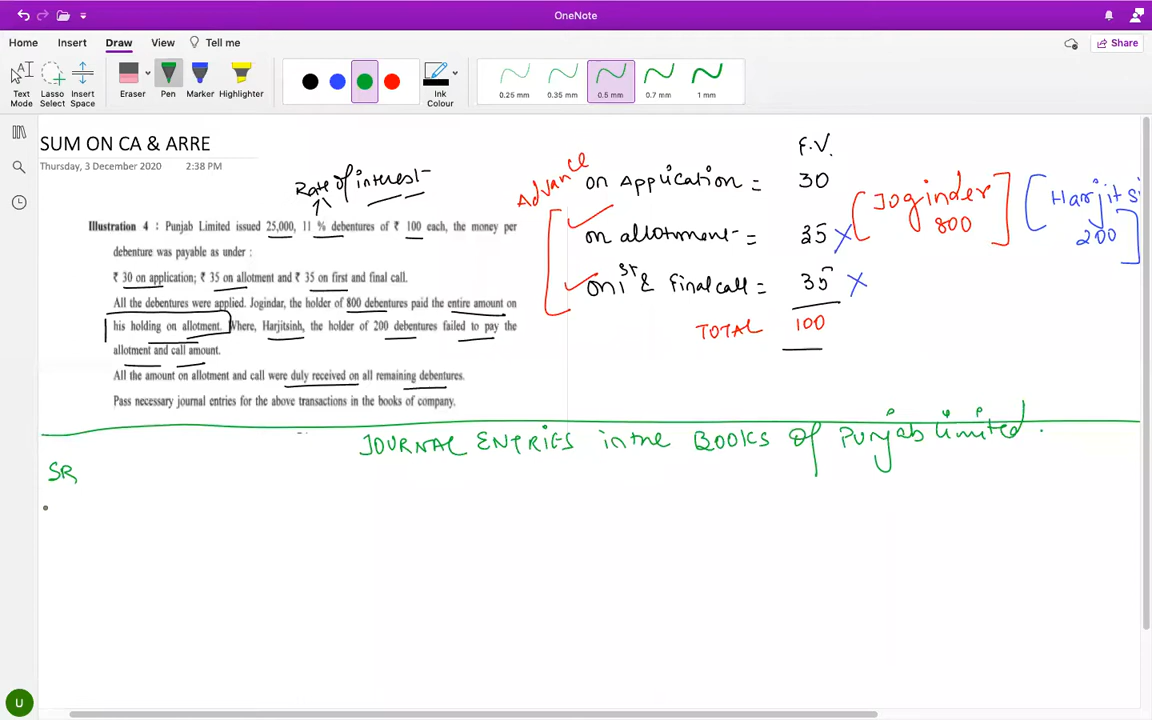 OneNote
Home Insert Draw View Tell me
Share
Text Mode
Lasso Select
Insert Space
Eraser
Pen
Marker
Highlighter
Ink Colour
0.25 mm
0.35 mm
0.5 mm
0.7 mm
1 mm
SUM ON CA & ARRE
Thursday, 3 December 2020 2:38 PM
Rate of interest
Illustration 4 : Punjab Limited issued 25,000, 11 % debentures of ₹ 100 each, the money per
debenture was payable as under :
₹ 30 on application; ₹ 35 on allotment and ₹ 35 on first and final call.
All the debentures were applied. Jogindar, the holder of 800 debentures paid the entire amount on
his holding on allotment. Where, Harjitsinh, the holder of 200 debentures failed to pay the
allotment and call amount.
All the amount on allotment and call were duly received on all remaining debentures.
Pass necessary journal entries for the above transactions in the books of company.
F.V.
Advance
on Application = 30
on allotment = 35 X
on 1st & Final call = 35 X
TOTAL 100
[Joginder 800]
[Harjit si
200]
JOURNAL ENTRIES in the BOOKS of Punjab limited.
SR
U